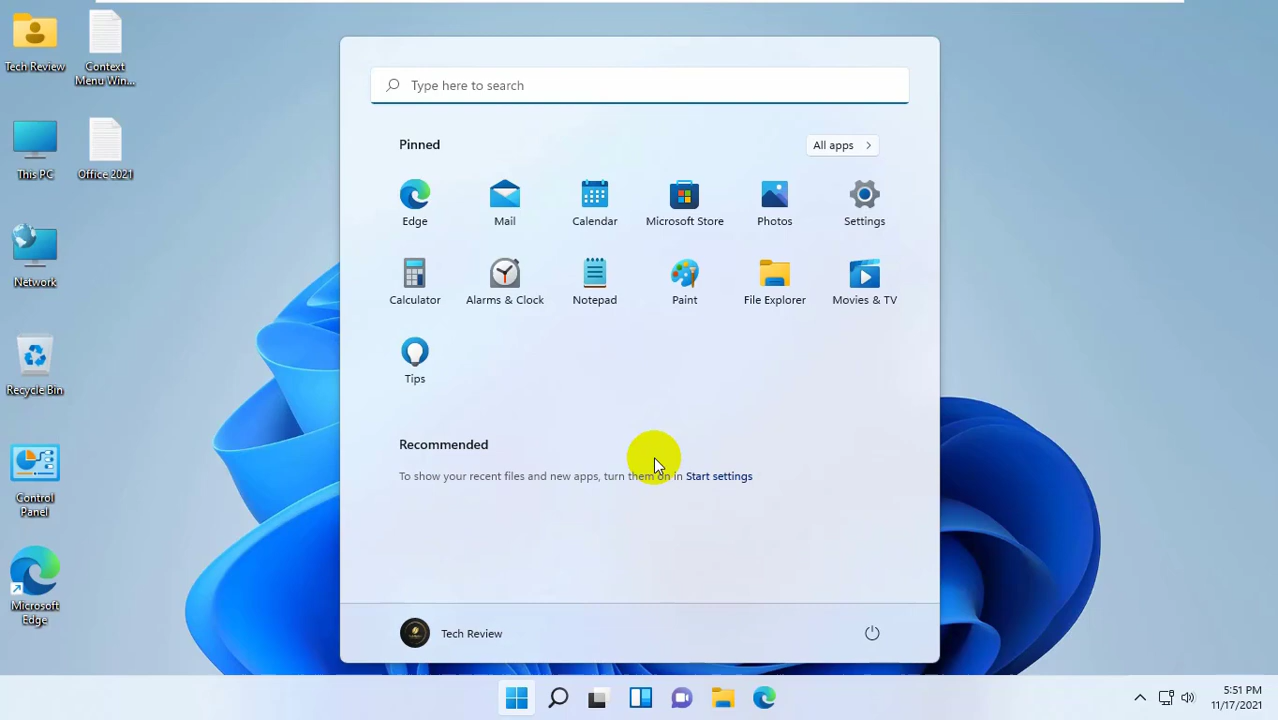 Tech Review
Context
Menu Win...
This PC
Office 2021
Network
Recycle Bin
Control
Panel
Microsoft
Edge
Type here to search
Pinned
All apps
Edge
Mail
Calendar
Microsoft Store
Photos
Settings
Calculator
Alarms & Clock
Notepad
Paint
File Explorer
Movies & TV
Tips
Recommended
To show your recent files and new apps, turn them on in Start settings
Tech Review
5:51 PM
11/17/2021